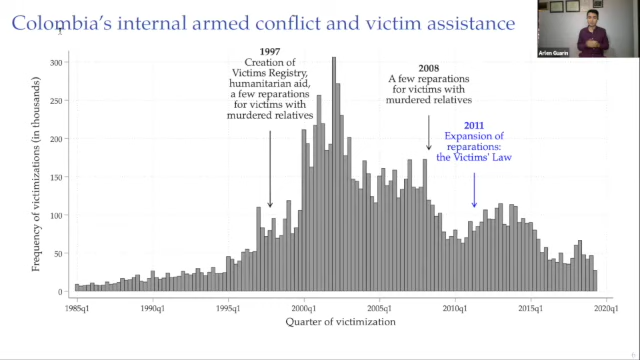 Colombia's internal armed conflict and victim assistance
Arlen Guarin
1997
Creation of
Victims Registry,
humanitarian aid,
a few reparations
for victims with
murdered relatives
2008
A few reparations
for victims with
murdered relatives
2011
Expansion of
reparations:
the Victims' Law
Frequency of victimizations (in thousands)
300
250
200
150
100
50
0
1985q1 1990q1 1995q1 2000q1 2005q1 2010q1 2015q1 2020q1
Quarter of victimization
6